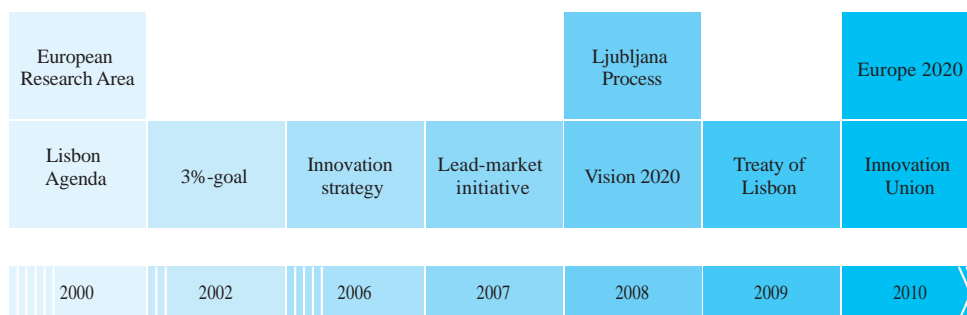 European
Research Area
Ljubljana
Process
Europe 2020
Lisbon
Agenda
3%-goal
Innovation
strategy
Lead-market
initiative
Vision 2020
Treaty of
Lisbon
Innovation
Union
2000
2002
2006
2007
2008
2009
2010